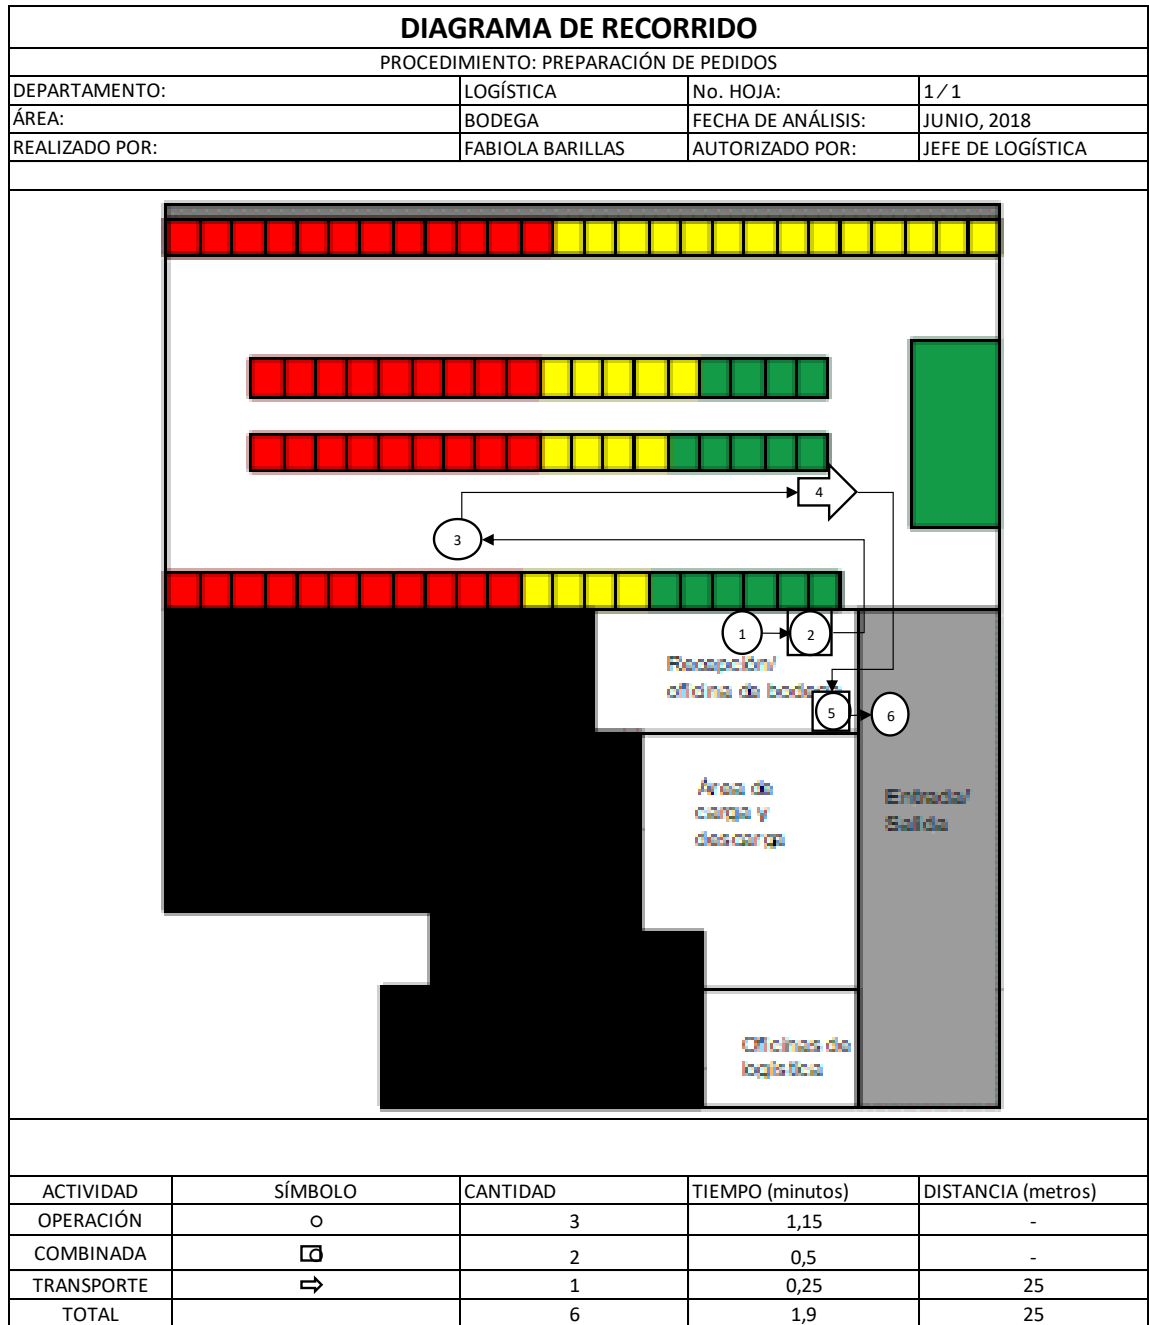 DIAGRAMA DE RECORRIDO
PROCEDIMIENTO: PREPARACIÓN DE PEDIDOS
DEPARTAMENTO: LOGÍSTICA No. HOJA: 1 ∕ 1
ÁREA: BODEGA FECHA DE ANÁLISIS: JUNIO, 2018
REALIZADO POR: FABIOLA BARILLAS AUTORIZADO POR: JEFE DE LOGÍSTICA
4
3
1 2
Recepción/
oficina de bodega
5 6
Área de
carga y
descarga
Entrada/
Salida
Oficinas de
logística
ACTIVIDAD SÍMBOLO CANTIDAD TIEMPO (minutos) DISTANCIA (metros)
OPERACIÓN 3 1,15 -
COMBINADA 2 0,5 -
TRANSPORTE 1 0,25 25
TOTAL 6 1,9 25